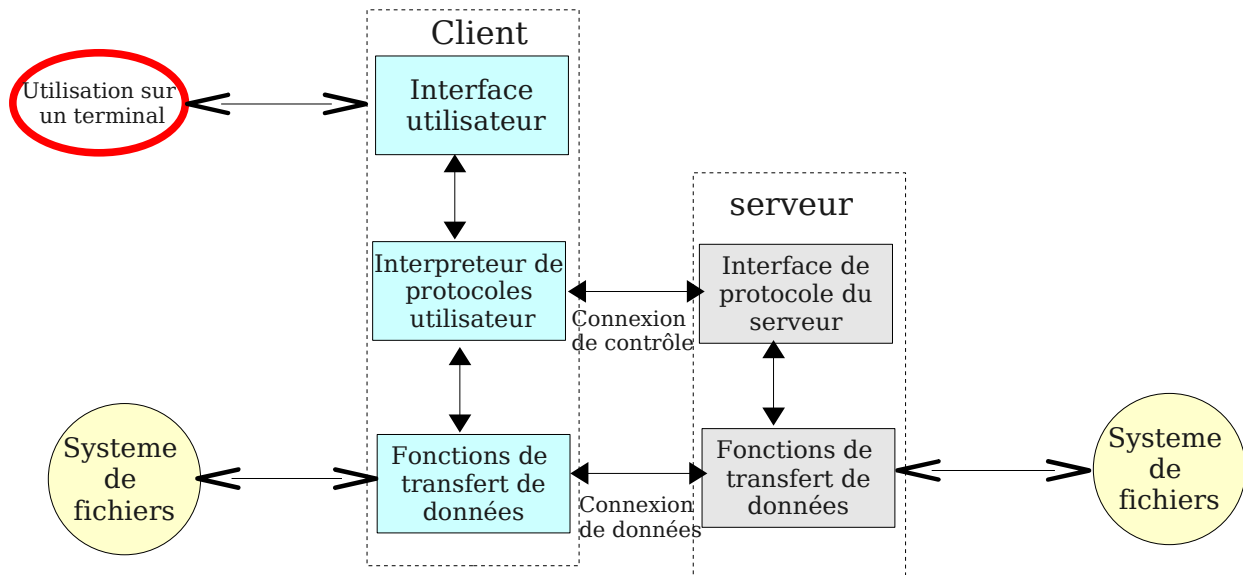 Client
Utilisation sur
un terminal
Interface
utilisateur
serveur
Interpreteur de
protocoles
utilisateur
Connexion
de contrôle
Interface de
protocole du
serveur
Systeme
de
fichiers
Fonctions de
transfert de
données
Connexion
de données
Fonctions de
transfert de
données
Systeme
de
fichiers